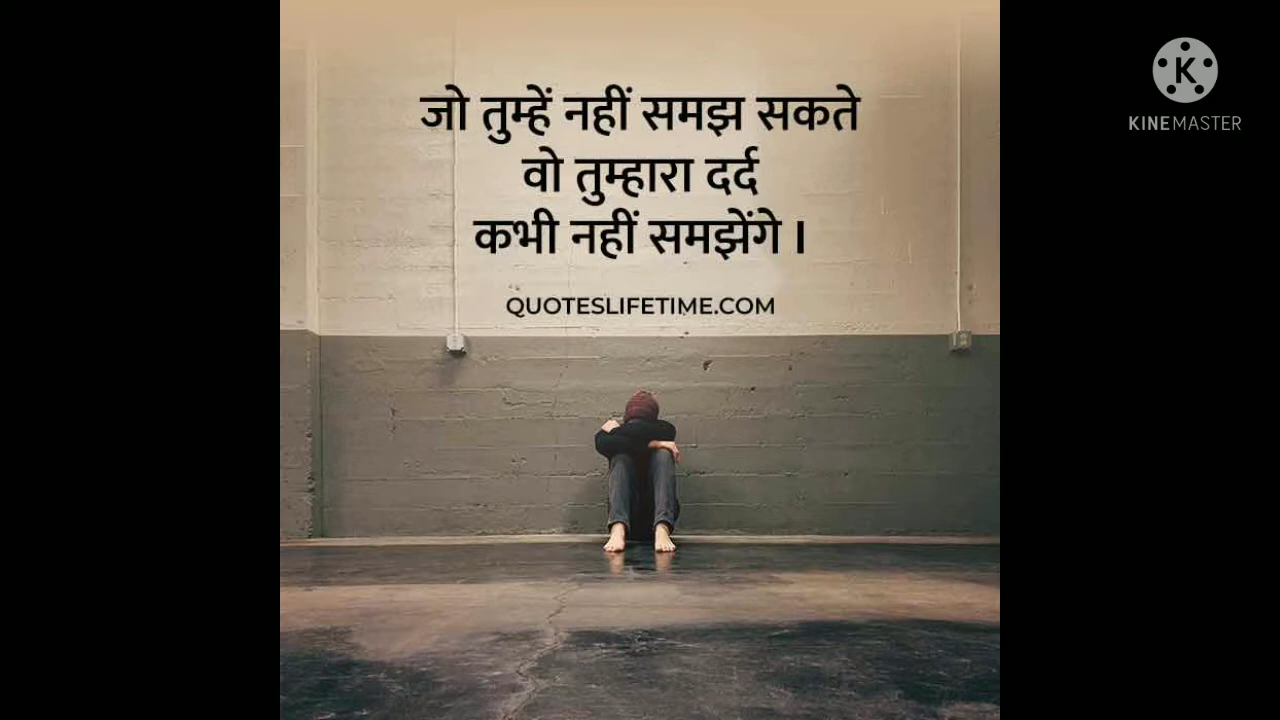 जो तुम्हें नहीं समझ सकते
वो तुम्हारा दर्द
कभी नहीं समझेंगे ।
QUOTESLIFETIME.COM
K
KINEMASTER